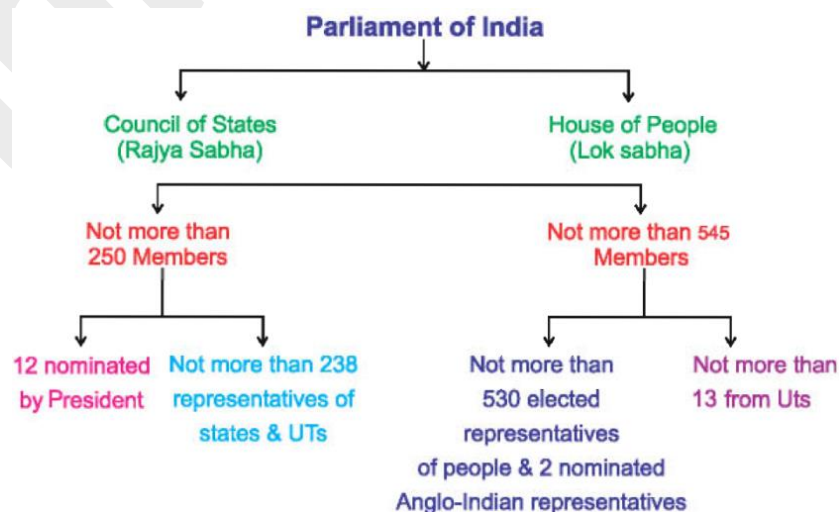 Parliament of India
Council of States
(Rajya Sabha)
House of People
(Lok sabha)
Not more than
250 Members
Not more than 545
Members
12 nominated
by President
Not more than 238
representatives of
states & UTs
Not more than
530 elected
representatives
of people & 2 nominated
Anglo-Indian representatives
Not more than
13 from Uts